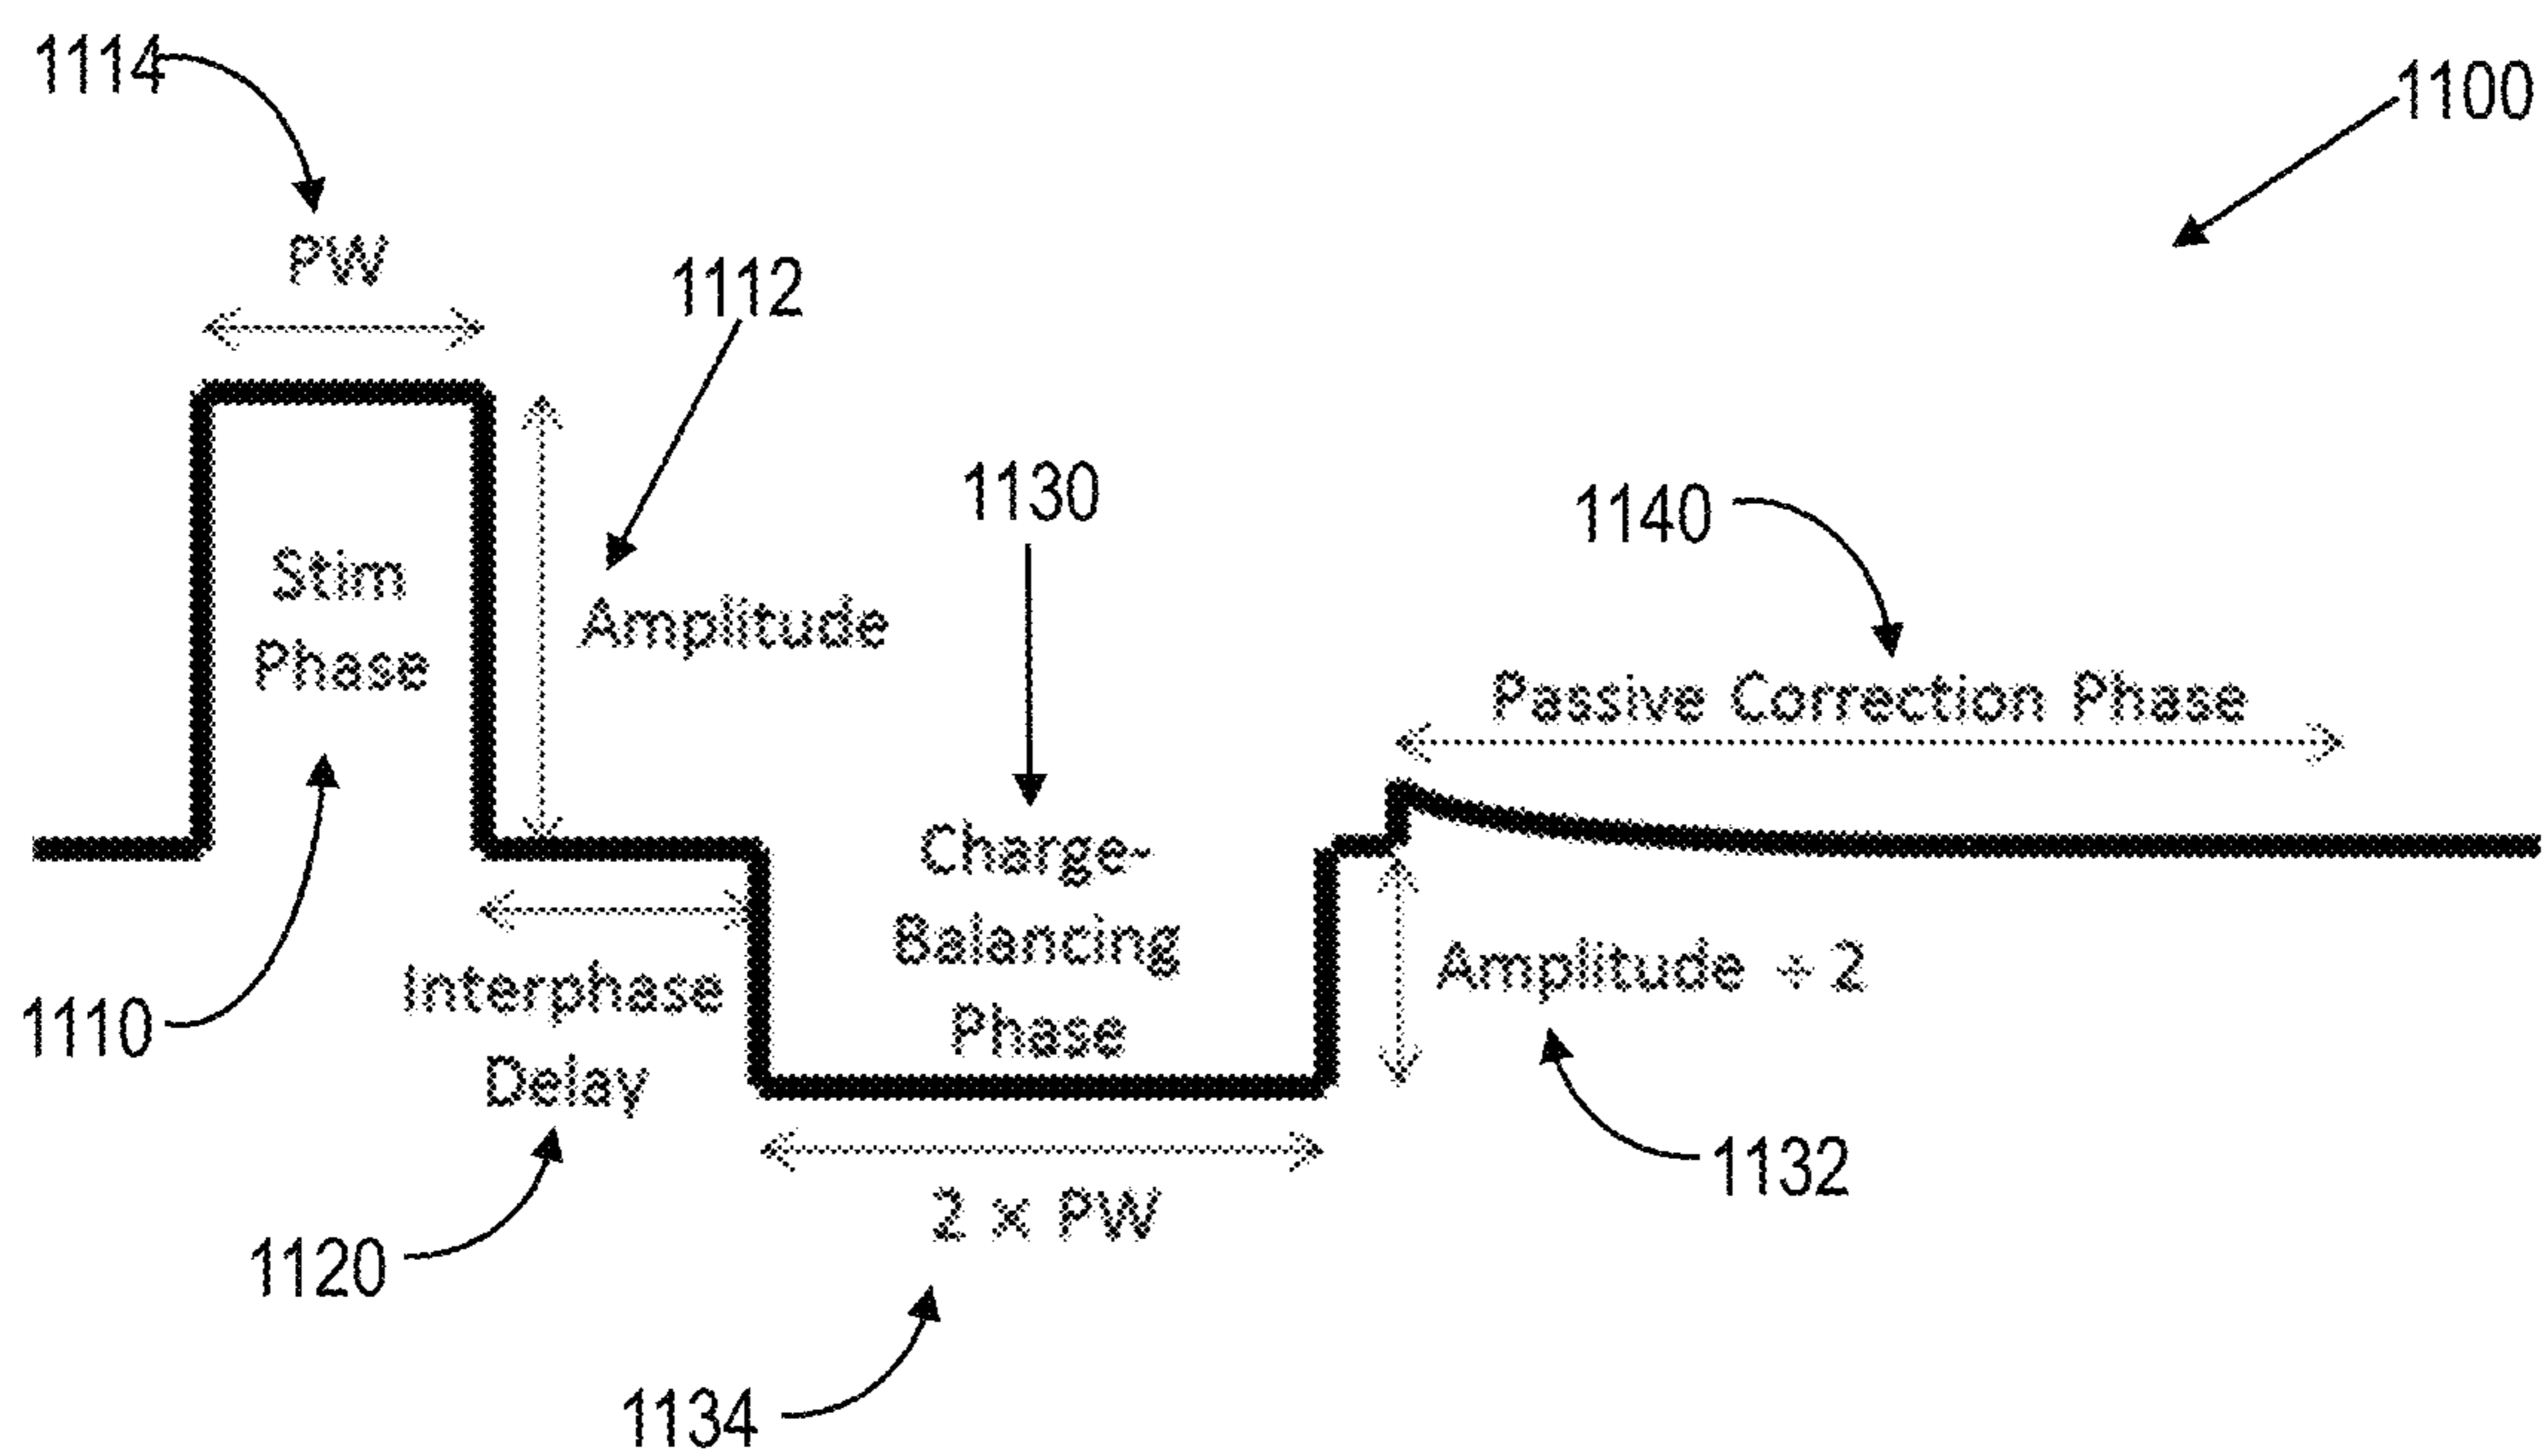 1114
1100
PW
1112
Stim
Phase
Amplitude
1130
1140
Passive Correction Phase
Charge-
Balancing
Phase
Interphase
Delay
Amplitude ÷ 2
1110
1120
2 × PW
1132
1134